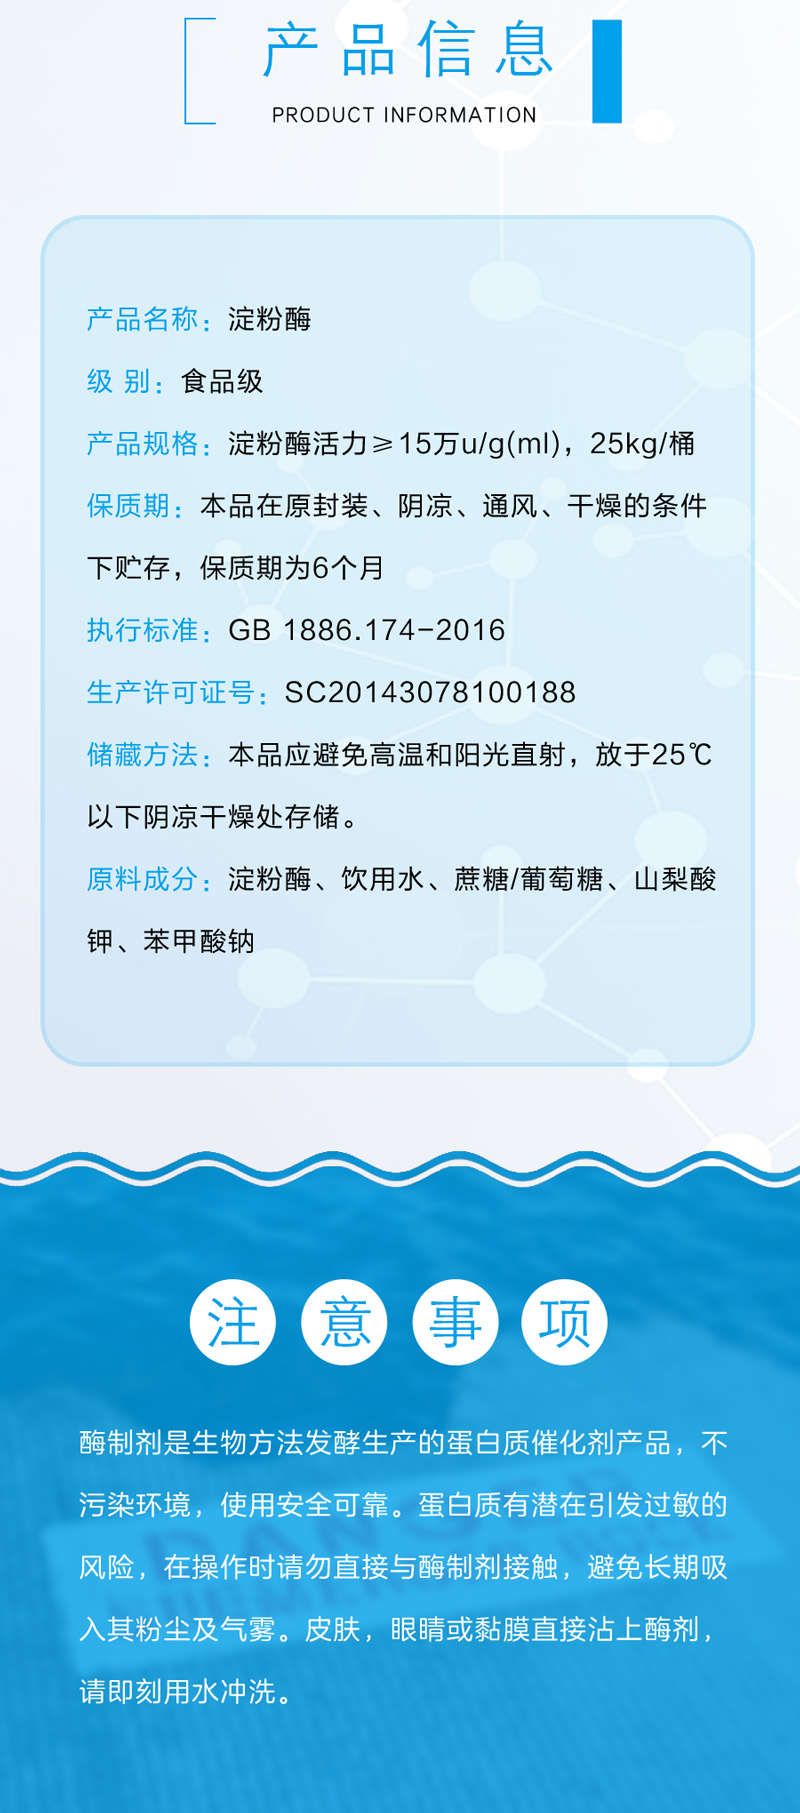 产品信息
PRODUCT INFORMATION
产品名称：淀粉酶
级 别：食品级
产品规格：淀粉酶活力≥15万u/g(ml)，25kg/桶
保质期：本品在原封装、阴凉、通风、干燥的条件
下贮存，保质期为6个月
执行标准：GB 1886.174-2016
生产许可证号：SC20143078100188
储藏方法：本品应避免高温和阳光直射，放于25℃
以下阴凉干燥处存储。
原料成分：淀粉酶、饮用水、蔗糖/葡萄糖、山梨酸
钾、苯甲酸钠
注意事项
酶制剂是生物方法发酵生产的蛋白质催化剂产品，不
污染环境，使用安全可靠。蛋白质有潜在引发过敏的
风险，在操作时请勿直接与酶制剂接触，避免长期吸
入其粉尘及气雾。皮肤，眼睛或黏膜直接沾上酶剂，
请即刻用水冲洗。